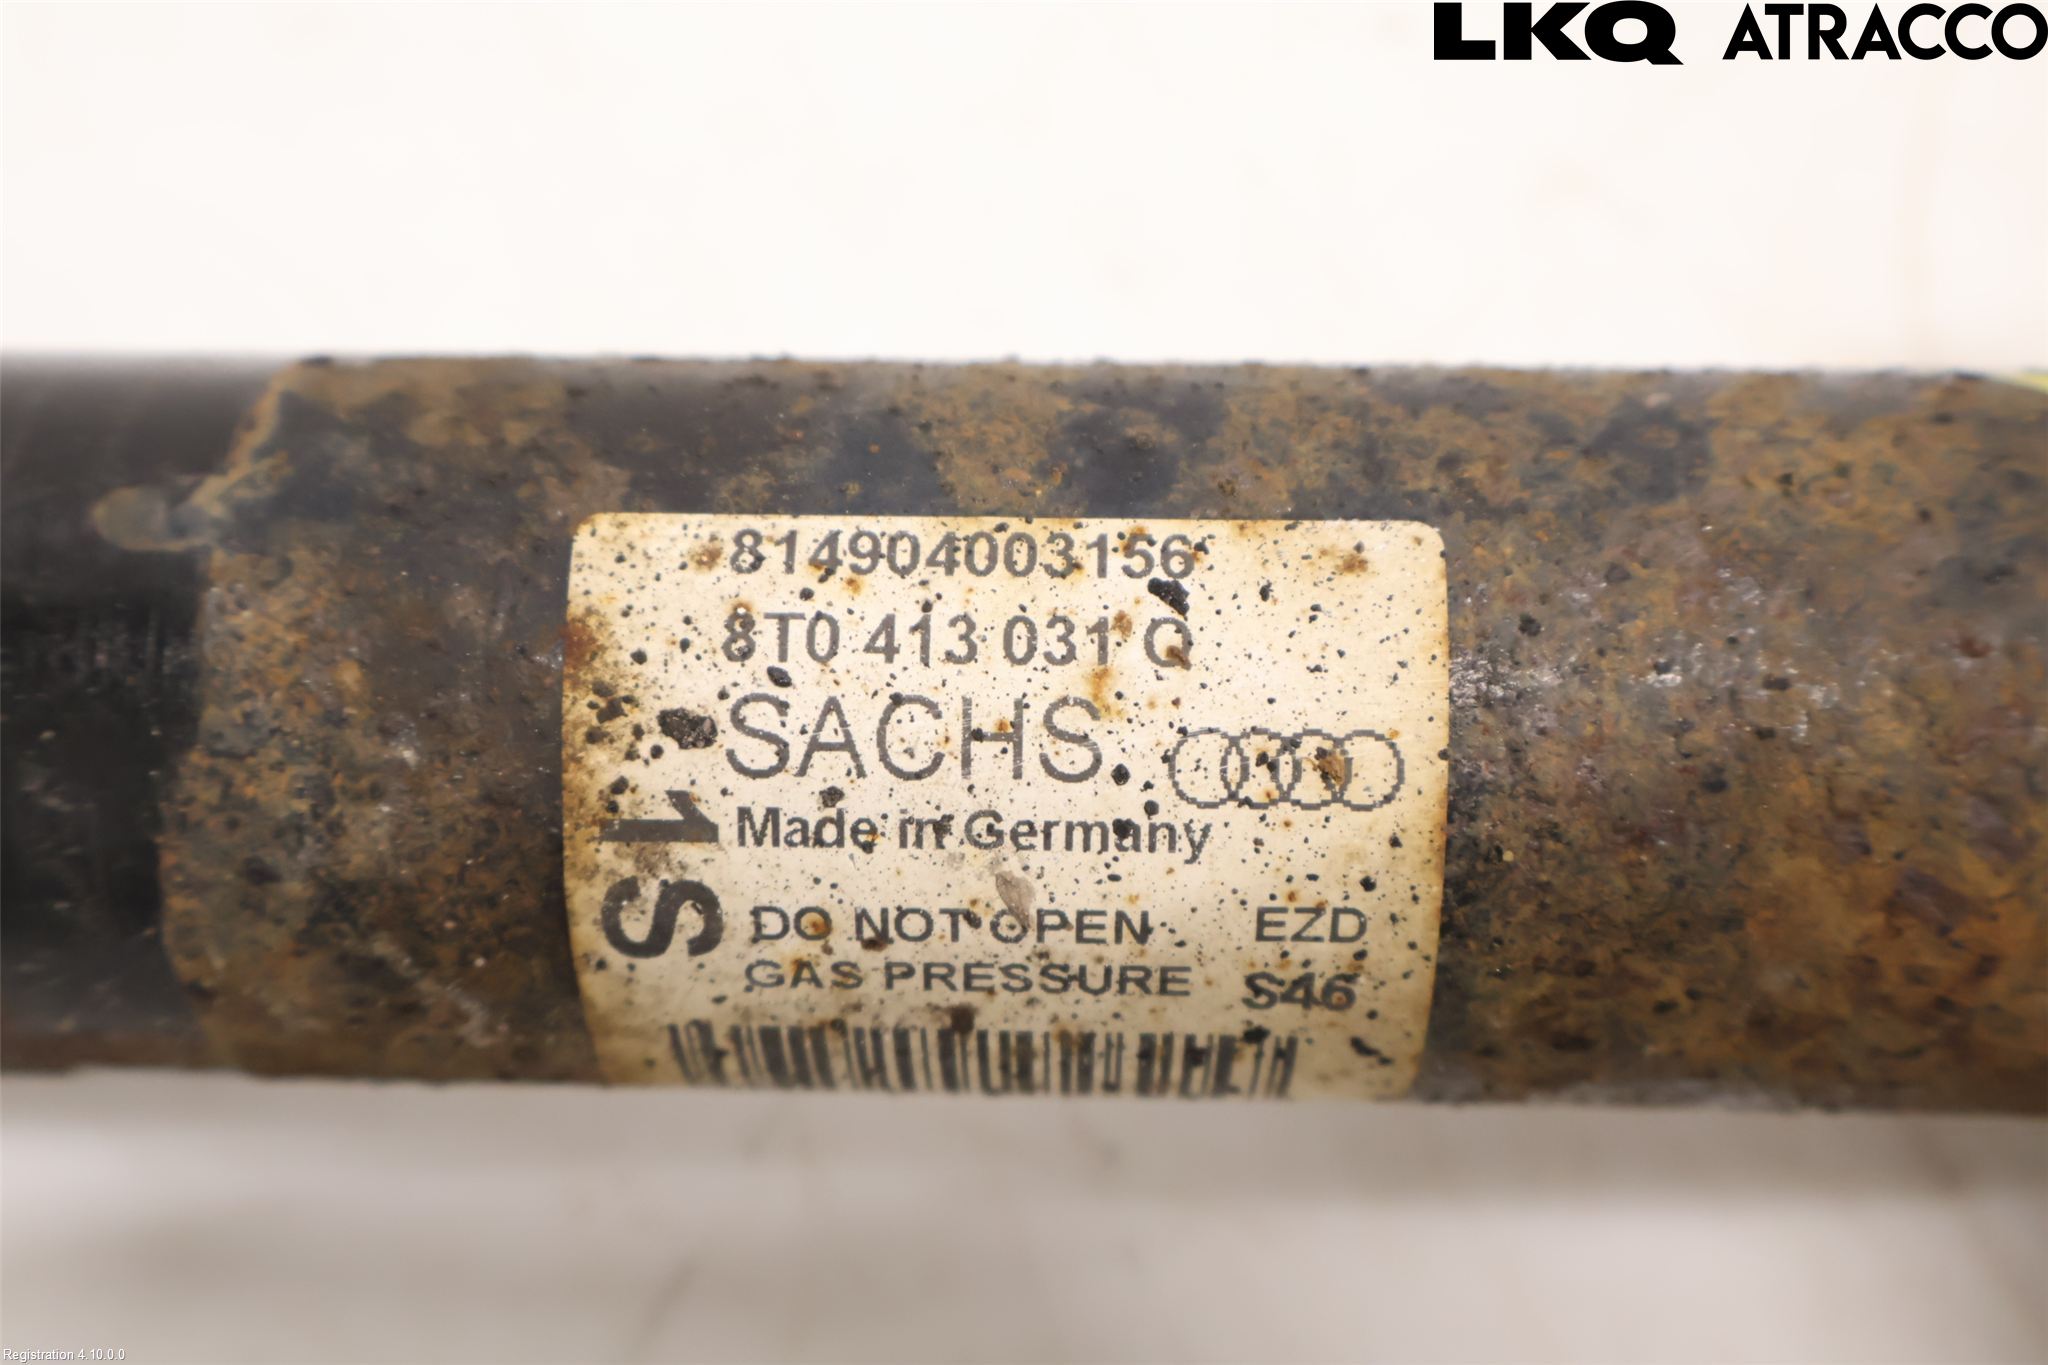 LKQ ATRACCO
814904003156
8T0 413 031 Q
SACHS
Made in Germany
1S
DO NOT OPEN EZD
GAS PRESSURE S46
Registration 4.10.0.0